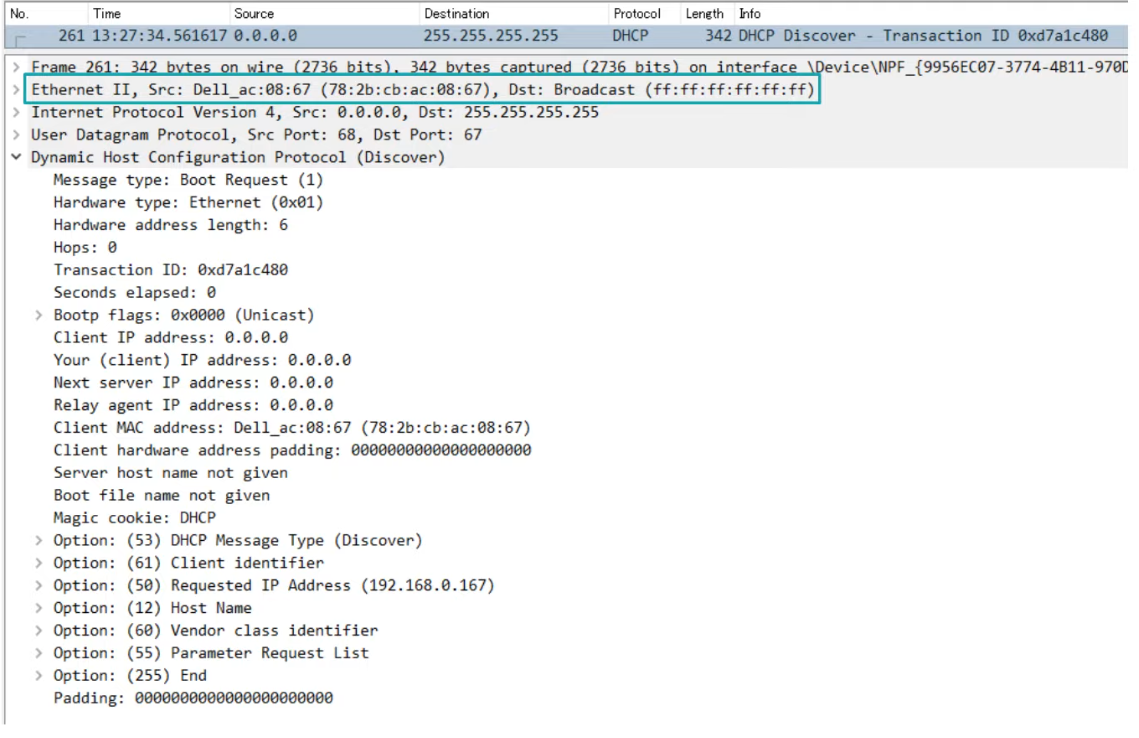 No. Time Source Destination Protocol Length Info
261 13:27:34.561617 0.0.0.0 255.255.255.255 DHCP 342 DHCP Discover - Transaction ID 0xd7a1c480
Frame 261: 342 bytes on wire (2736 bits), 342 bytes captured (2736 bits) on interface \Device\NPF_{9956EC07-3774-4B11-970D
Ethernet II, Src: Dell_ac:08:67 (78:2b:cb:ac:08:67), Dst: Broadcast (ff:ff:ff:ff:ff:ff)
Internet Protocol Version 4, Src: 0.0.0.0, Dst: 255.255.255.255
User Datagram Protocol, Src Port: 68, Dst Port: 67
Dynamic Host Configuration Protocol (Discover)
Message type: Boot Request (1)
Hardware type: Ethernet (0x01)
Hardware address length: 6
Hops: 0
Transaction ID: 0xd7a1c480
Seconds elapsed: 0
Bootp flags: 0x0000 (Unicast)
Client IP address: 0.0.0.0
Your (client) IP address: 0.0.0.0
Next server IP address: 0.0.0.0
Relay agent IP address: 0.0.0.0
Client MAC address: Dell_ac:08:67 (78:2b:cb:ac:08:67)
Client hardware address padding: 00000000000000000000
Server host name not given
Boot file name not given
Magic cookie: DHCP
Option: (53) DHCP Message Type (Discover)
Option: (61) Client identifier
Option: (50) Requested IP Address (192.168.0.167)
Option: (12) Host Name
Option: (60) Vendor class identifier
Option: (55) Parameter Request List
Option: (255) End
Padding: 0000000000000000000000